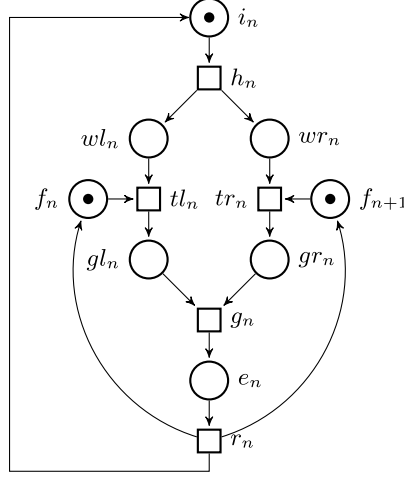 i_n
h_n
wl_n wr_n
f_n tl_n tr_n f_{n+1}
gl_n gr_n
g_n
e_n
r_n